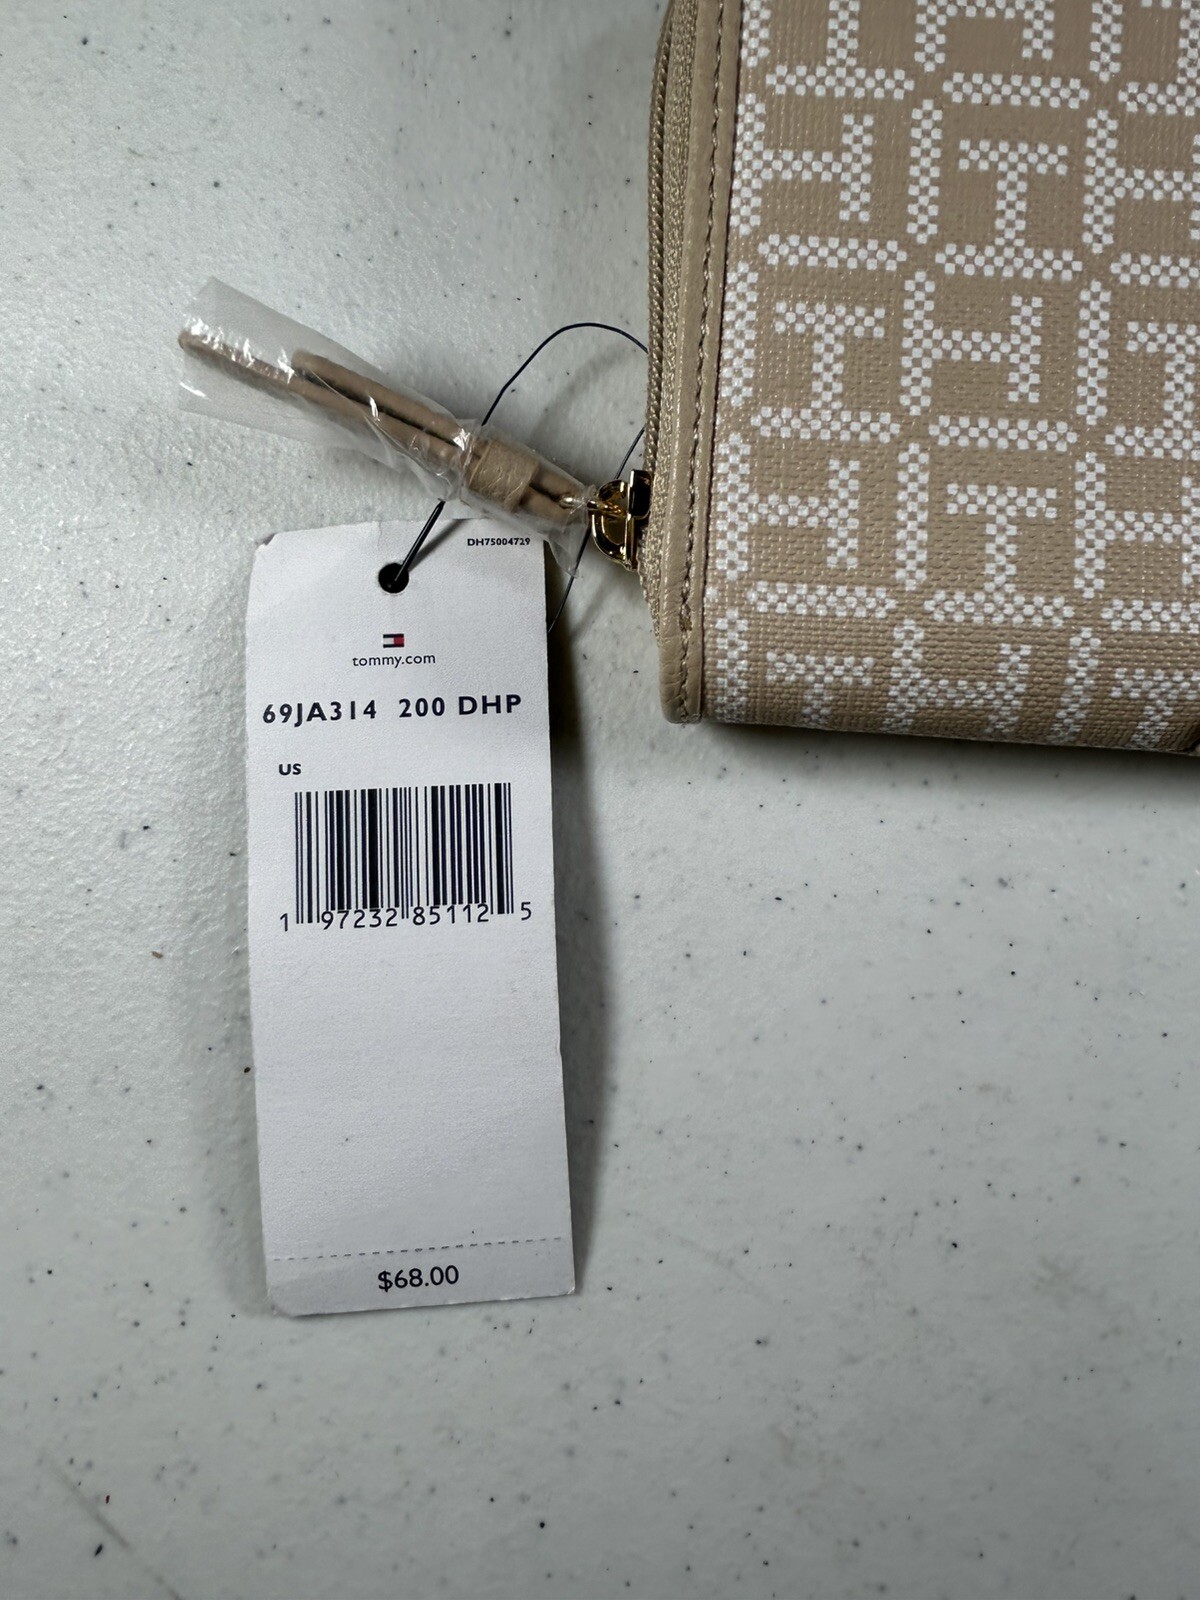 DH75004729
tommy.com
69JA314 200 DHP
US
1 97232 85112 5
$68.00